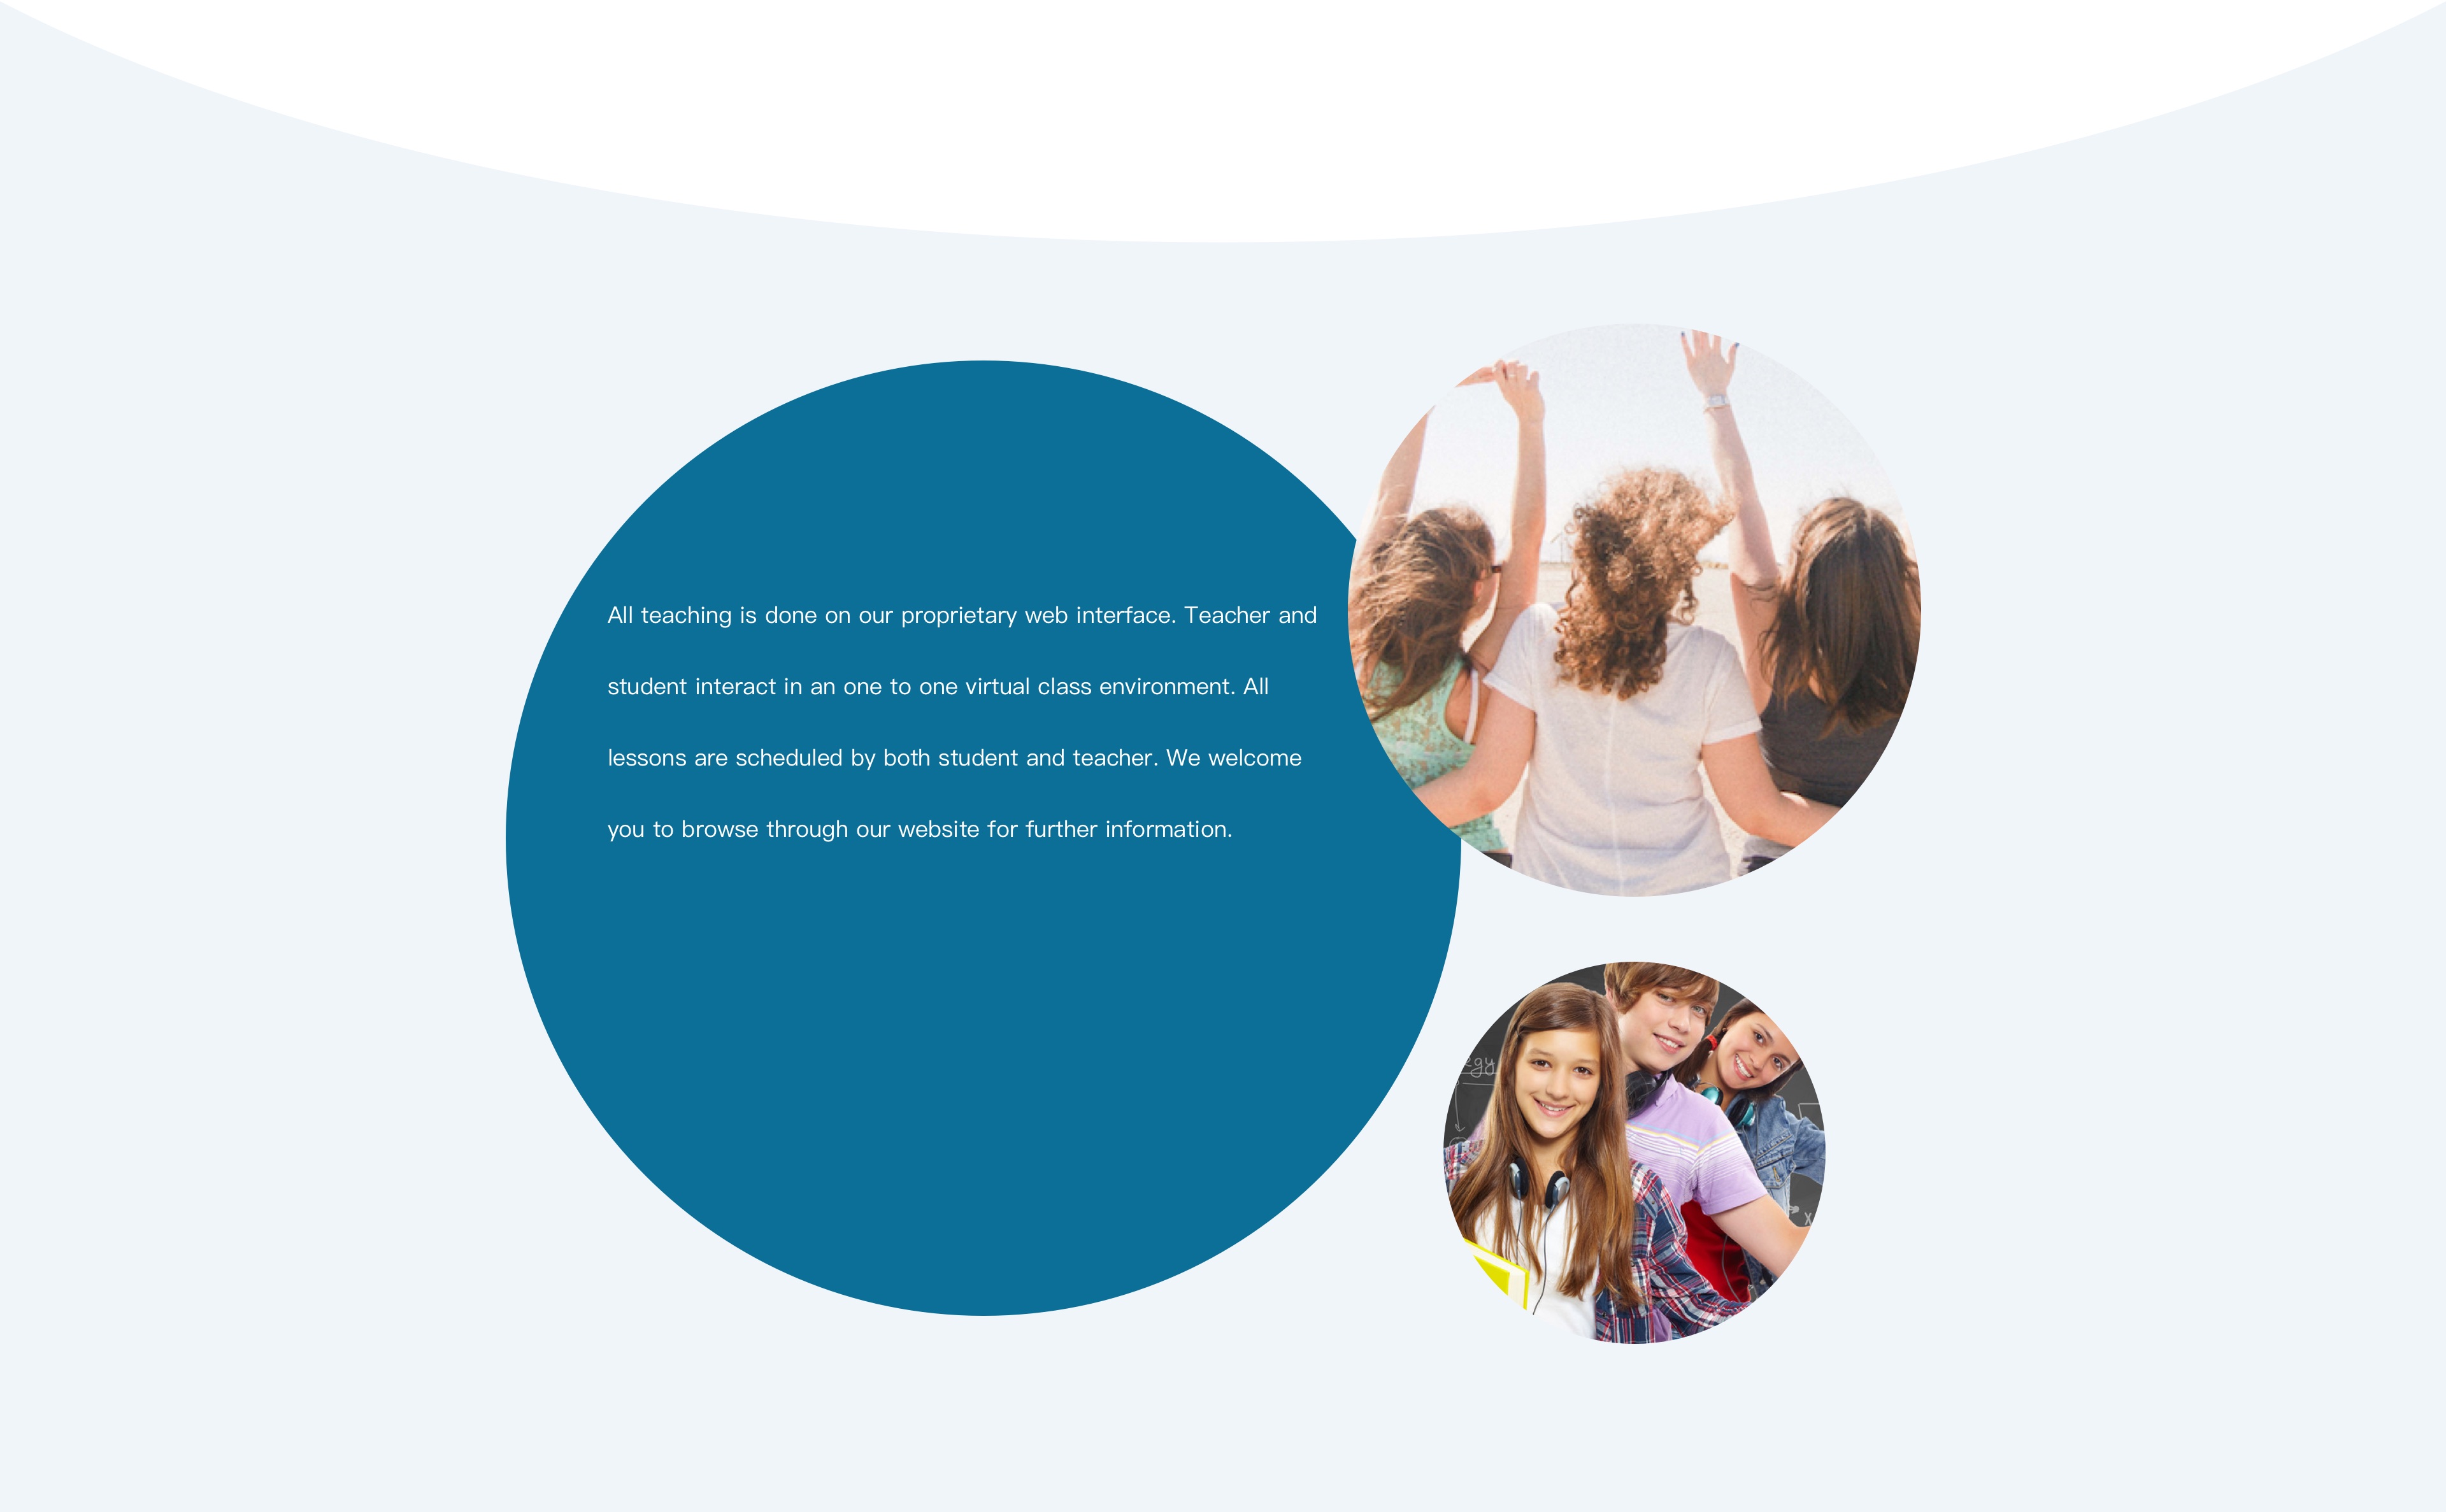 All teaching is done on our proprietary web interface. Teacher and
student interact in an one to one virtual class environment. All
lessons are scheduled by both student and teacher. We welcome
you to browse through our website for further information.